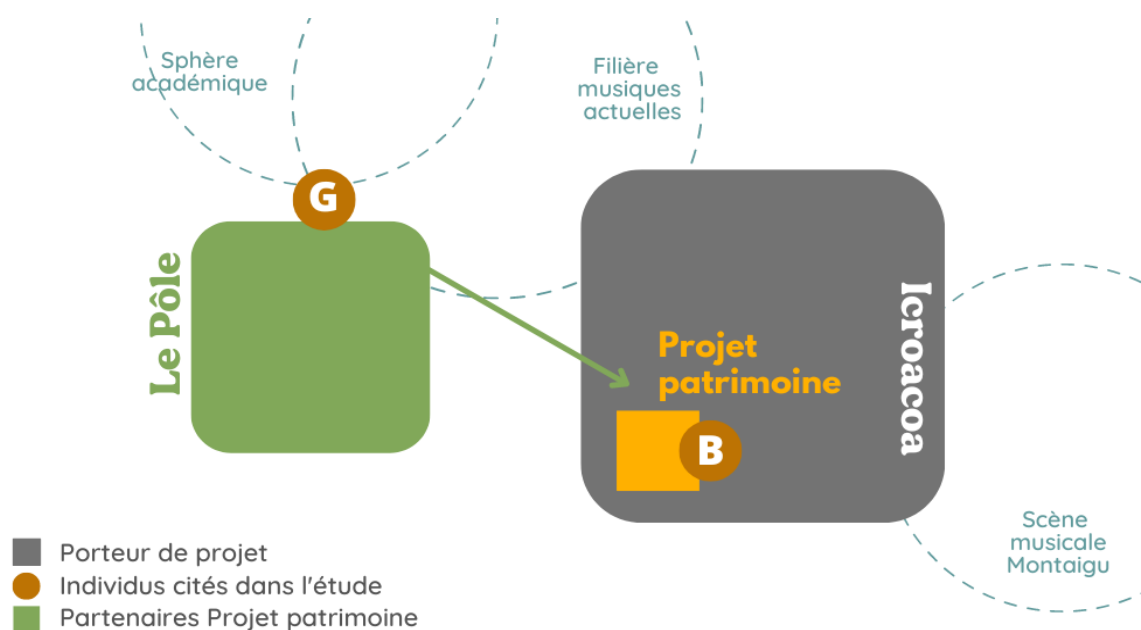 Sphère
académique
Filière
musiques
actuelles
G
Le Pôle
Icroacoa
Projet
patrimoine
B
Scène
musicale
Montaigu
Porteur de projet
Individus cités dans l'étude
Partenaires Projet patrimoine